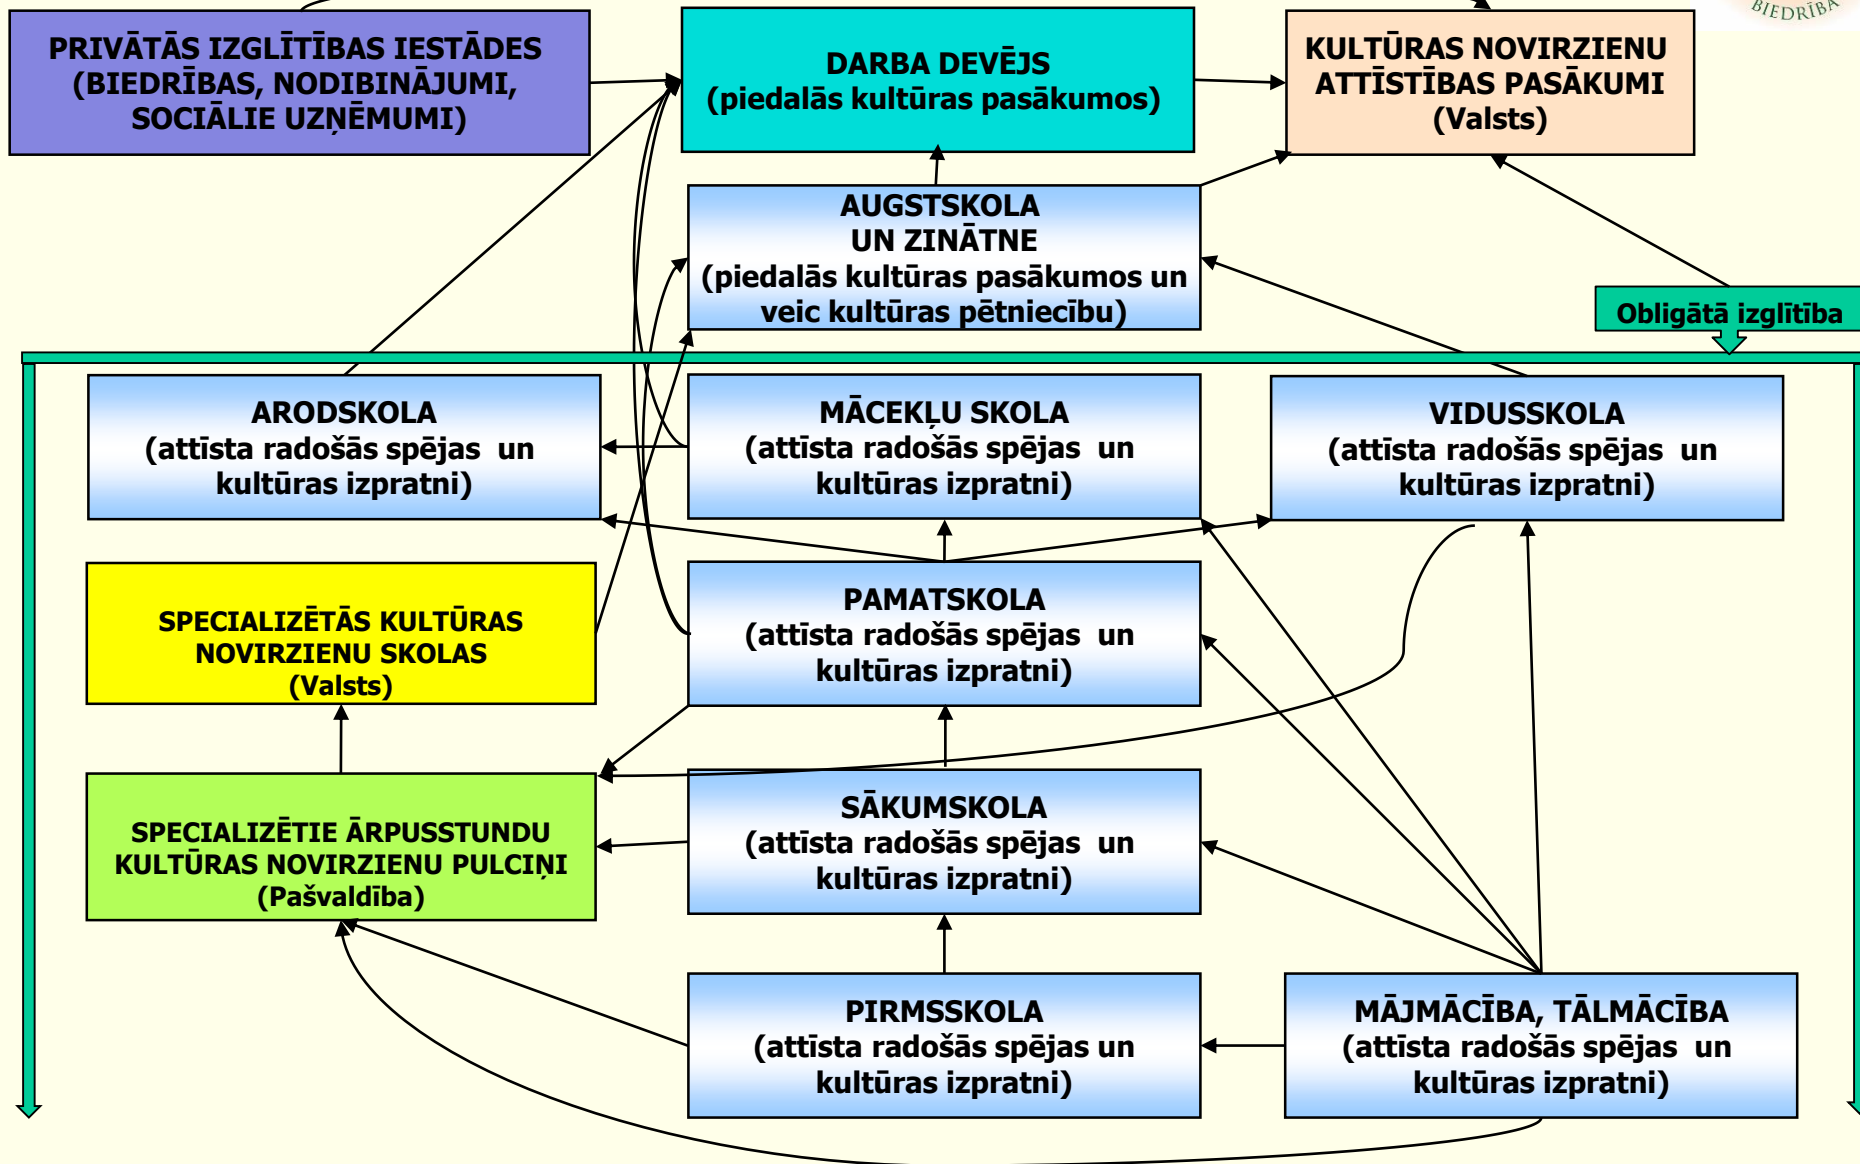 BIEDRĪBA
PRIVĀTĀS IZGLĪTĪBAS IESTĀDES
(BIEDRĪBAS, NODIBINĀJUMI,
SOCIĀLIE UZŅĒMUMI)
DARBA DEVĒJS
(piedalās kultūras pasākumos)
KULTŪRAS NOVIRZIENU
ATTĪSTĪBAS PASĀKUMI
(Valsts)
AUGSTSKOLA
UN ZINĀTNE
(piedalās kultūras pasākumos un
veic kultūras pētniecību)
Obligātā izglītība
ARODSKOLA
(attīsta radošās spējas un
kultūras izpratni)
MĀCEKĻU SKOLA
(attīsta radošās spējas un
kultūras izpratni)
VIDUSSKOLA
(attīsta radošās spējas un
kultūras izpratni)
SPECIALIZĒTĀS KULTŪRAS
NOVIRZIENU SKOLAS
(Valsts)
PAMATSKOLA
(attīsta radošās spējas un
kultūras izpratni)
SPECIALIZĒTIE ĀRPUSSTUNDU
KULTŪRAS NOVIRZIENU PULCIŅI
(Pašvaldība)
SĀKUMSKOLA
(attīsta radošās spējas un
kultūras izpratni)
PIRMSSKOLA
(attīsta radošās spējas un
kultūras izpratni)
MĀJMĀCĪBA, TĀLMĀCĪBA
(attīsta radošās spējas un
kultūras izpratni)